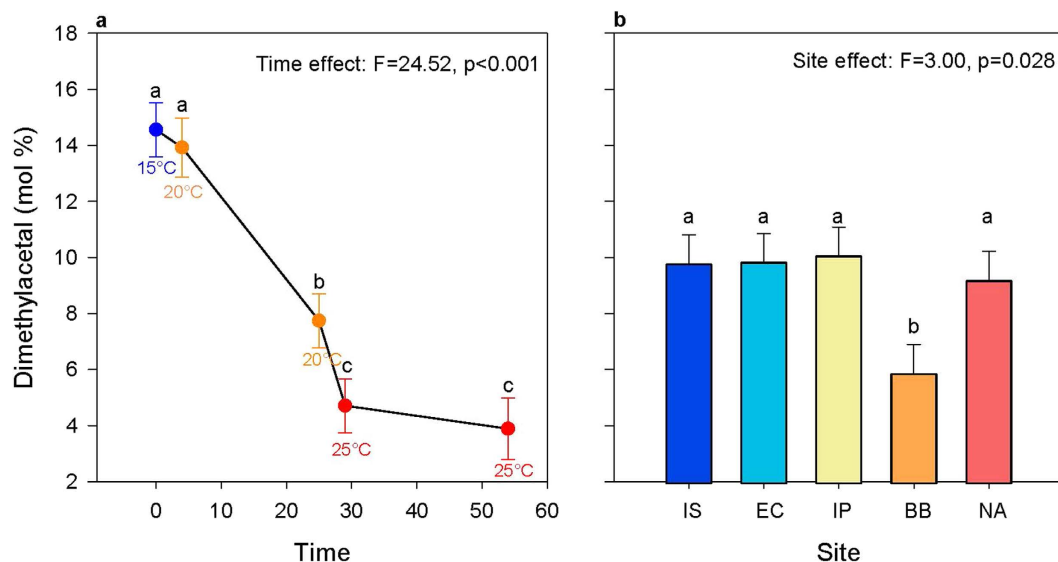 a
Time effect: F=24.52, p<0.001
Dimethylacetal (mol %)
18
16
14
12
10
8
6
4
2
a
a
15°C
20°C
b
20°C
c
25°C
c
25°C
0 10 20 30 40 50 60
Time
b
Site effect: F=3.00, p=0.028
a a a b a
IS EC IP BB NA
Site